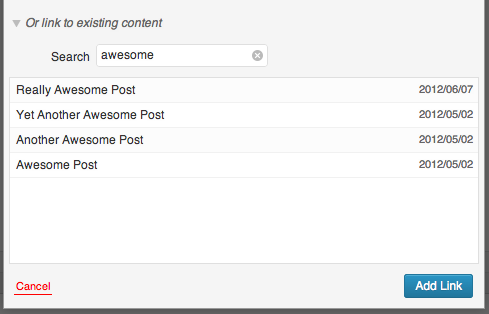 Or link to existing content
Search awesome
Really Awesome Post 2012/06/07
Yet Another Awesome Post 2012/05/02
Another Awesome Post 2012/05/02
Awesome Post 2012/05/02
Cancel Add Link